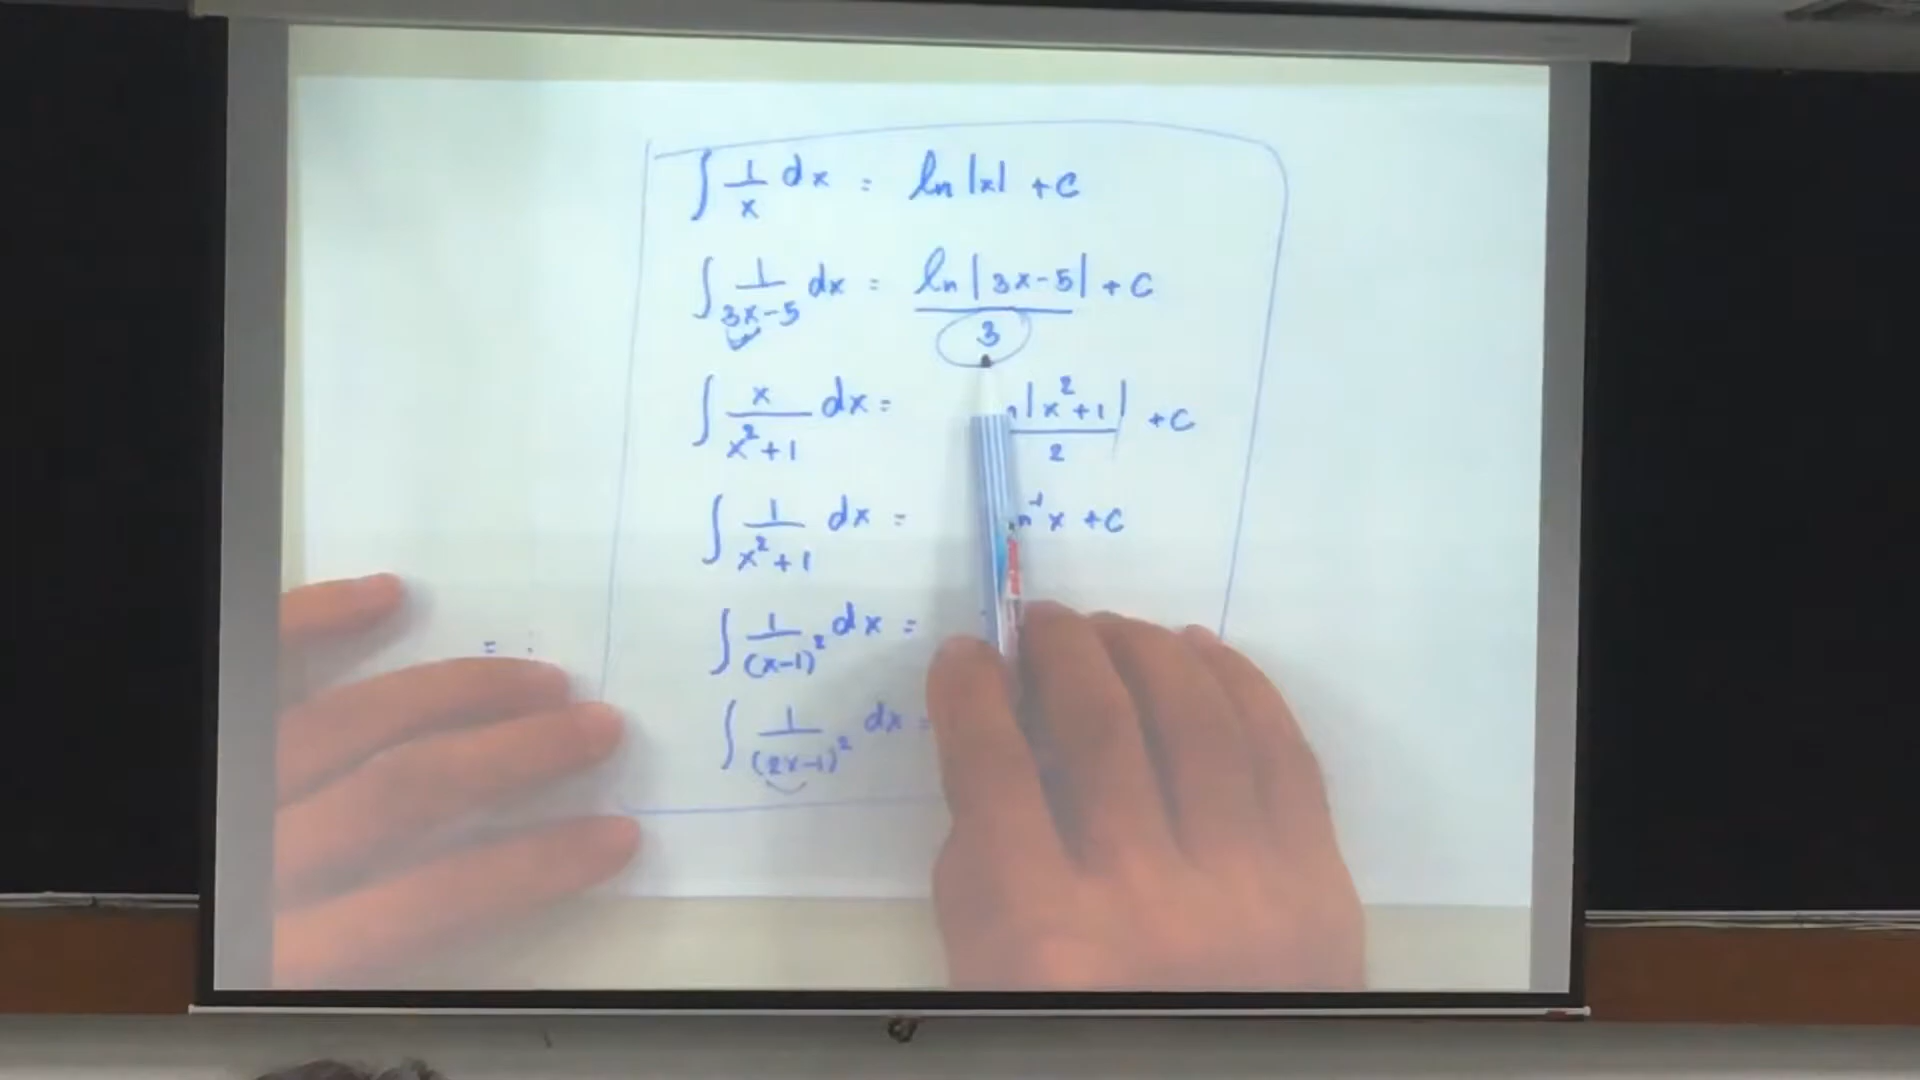 ∫ 1/x dx = ln |x| + C
∫ 1/(3x-5) dx = ln |3x-5|/3 + C
∫ x/(x²+1) dx = n|x²+1|/2 + C
∫ 1/(x²+1) dx = n⁻¹ x + C
∫ 1/(x-1)² dx =
∫ 1/(2x-1)² dx =